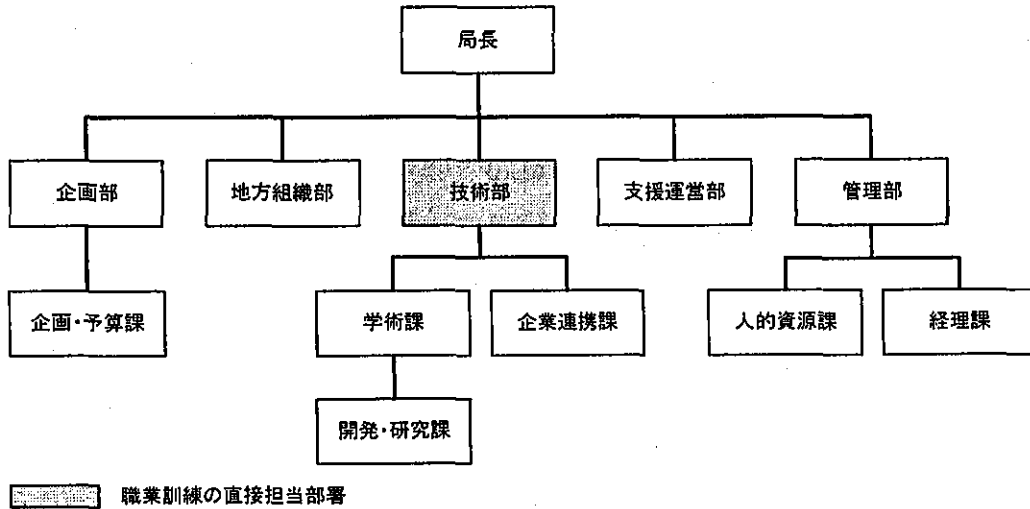 局長
企画部
地方組織部
技術部
支援運営部
管理部
企画・予算課
学術課
企業連携課
人的資源課
経理課
開発・研究課
職業訓練の直接担当部署